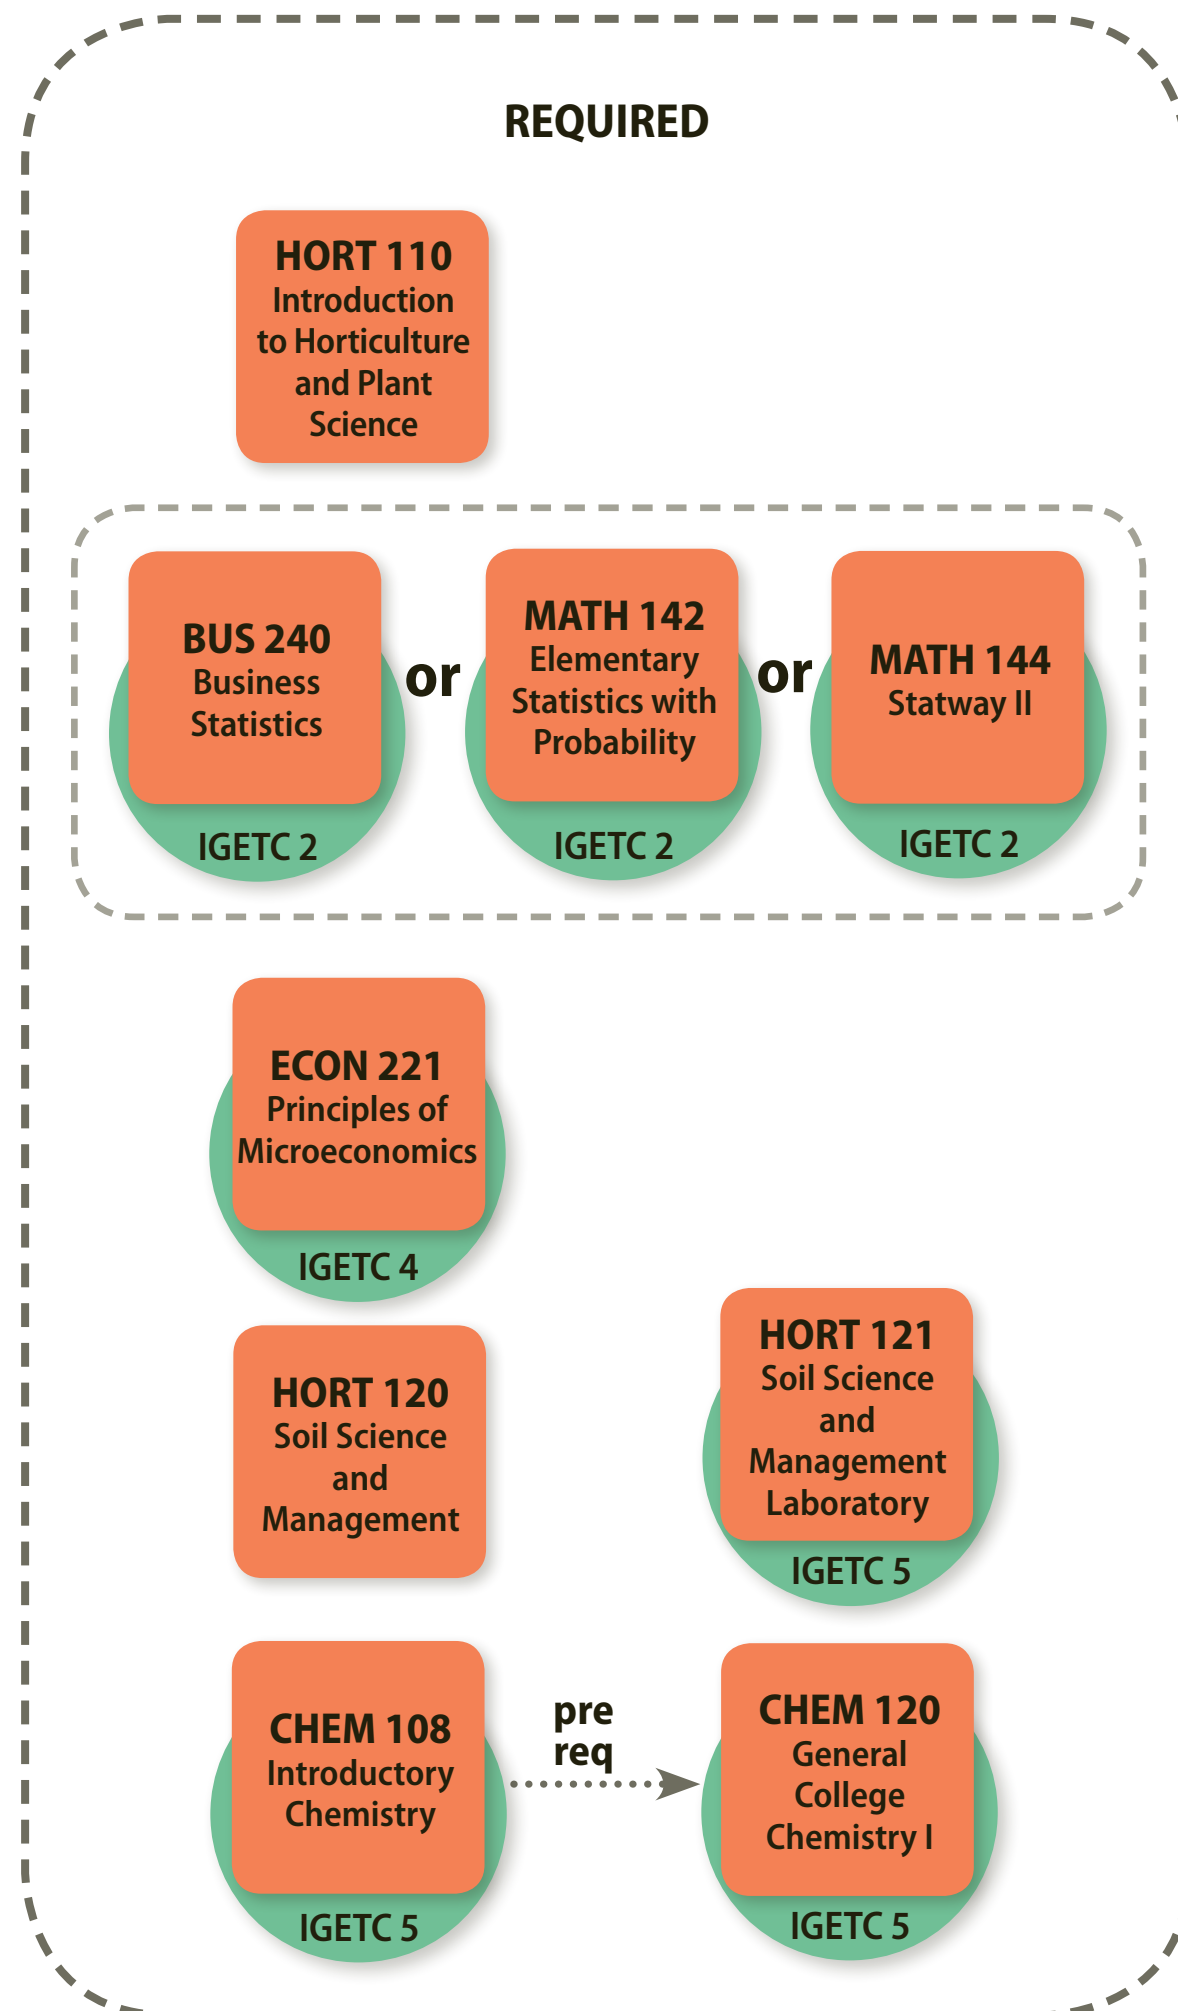 REQUIRED
HORT 110
Introduction
to Horticulture
and Plant
Science
BUS 240
Business
Statistics
IGETC 2
or
MATH 142
Elementary
Statistics with
Probability
IGETC 2
or
MATH 144
Statway II
IGETC 2
ECON 221
Principles of
Microeconomics
IGETC 4
HORT 120
Soil Science
and
Management
HORT 121
Soil Science
and
Management
Laboratory
IGETC 5
CHEM 108
Introductory
Chemistry
IGETC 5
pre
req
CHEM 120
General
College
Chemistry I
IGETC 5